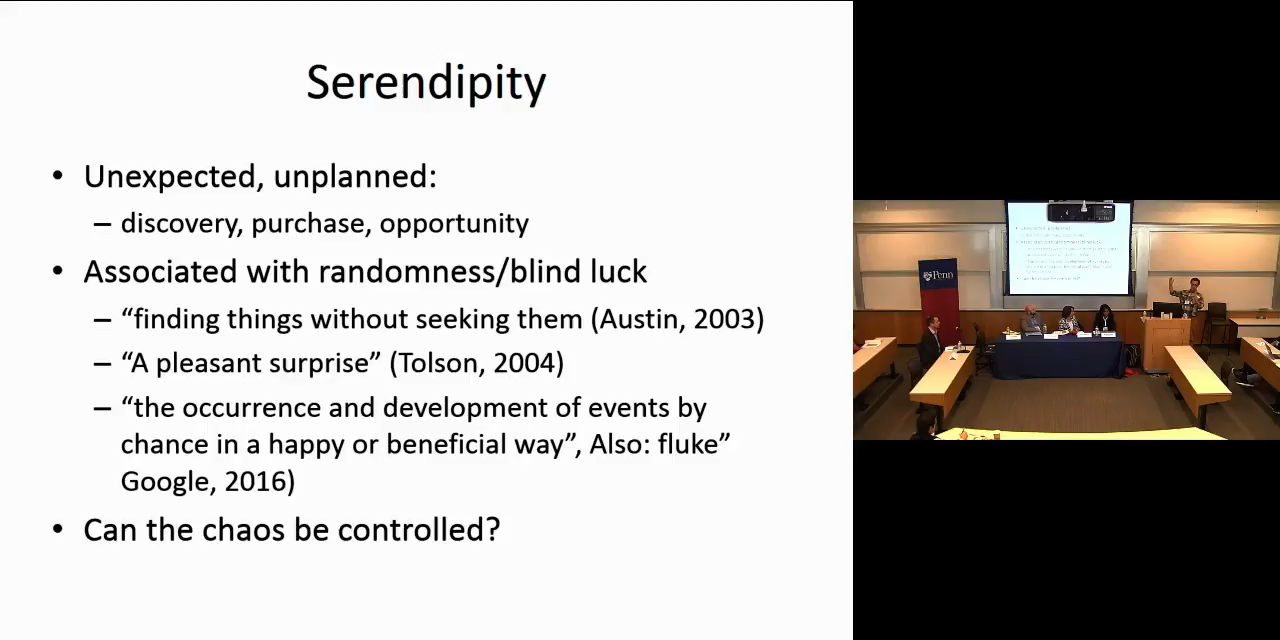 Serendipity
• Unexpected, unplanned:
– discovery, purchase, opportunity
• Associated with randomness/blind luck
– “finding things without seeking them (Austin, 2003)
– “A pleasant surprise” (Tolson, 2004)
– “the occurrence and development of events by
chance in a happy or beneficial way”, Also: fluke”
Google, 2016)
• Can the chaos be controlled?
Penn